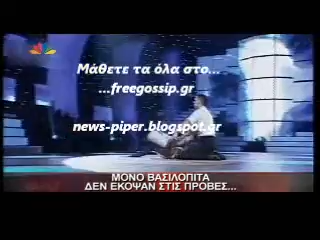 Μάθετε τα όλα στο...
...freegossip.gr
news-piper.blogspot.gr
ΜΟΝΟ ΒΑΣΙΛΟΠΙΤΑ
ΔΕΝ ΕΚΟΨΑΝ ΣΤΙΣ ΠΡΟΒΕΣ...